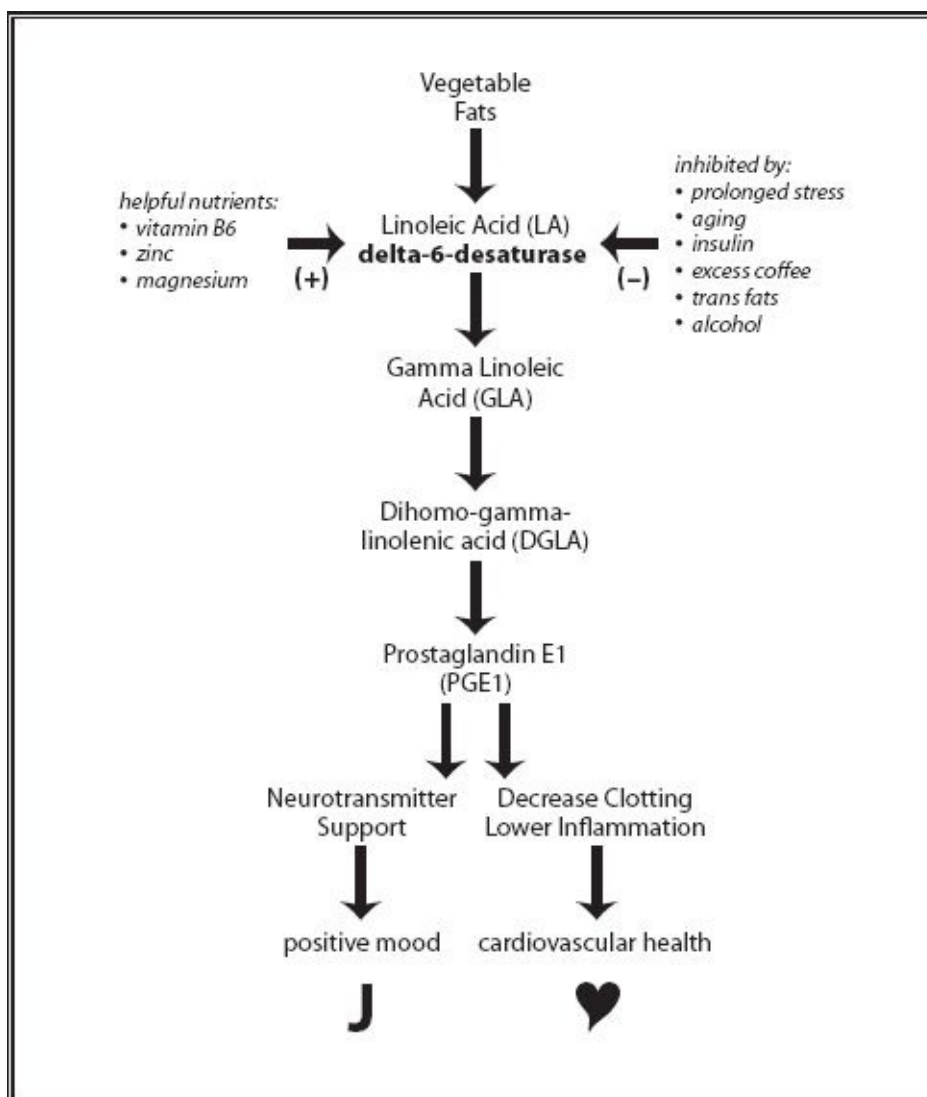 Vegetable
Fats
helpful nutrients:
• vitamin B6
• zinc
• magnesium
(+)
Linoleic Acid (LA)
delta-6-desaturase
inhibited by:
• prolonged stress
• aging
• insulin
• excess coffee
• trans fats
• alcohol
(–)
Gamma Linoleic
Acid (GLA)
Dihomo-gamma-
linolenic acid (DGLA)
Prostaglandin E1
(PGE1)
Neurotransmitter
Support
Decrease Clotting
Lower Inflammation
positive mood
cardiovascular health
J